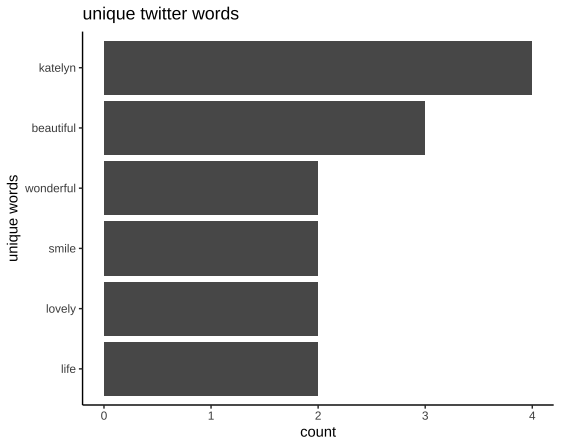 unique twitter words
unique words
katelyn
beautiful
wonderful
smile
lovely
life
0 1 2 3 4
count